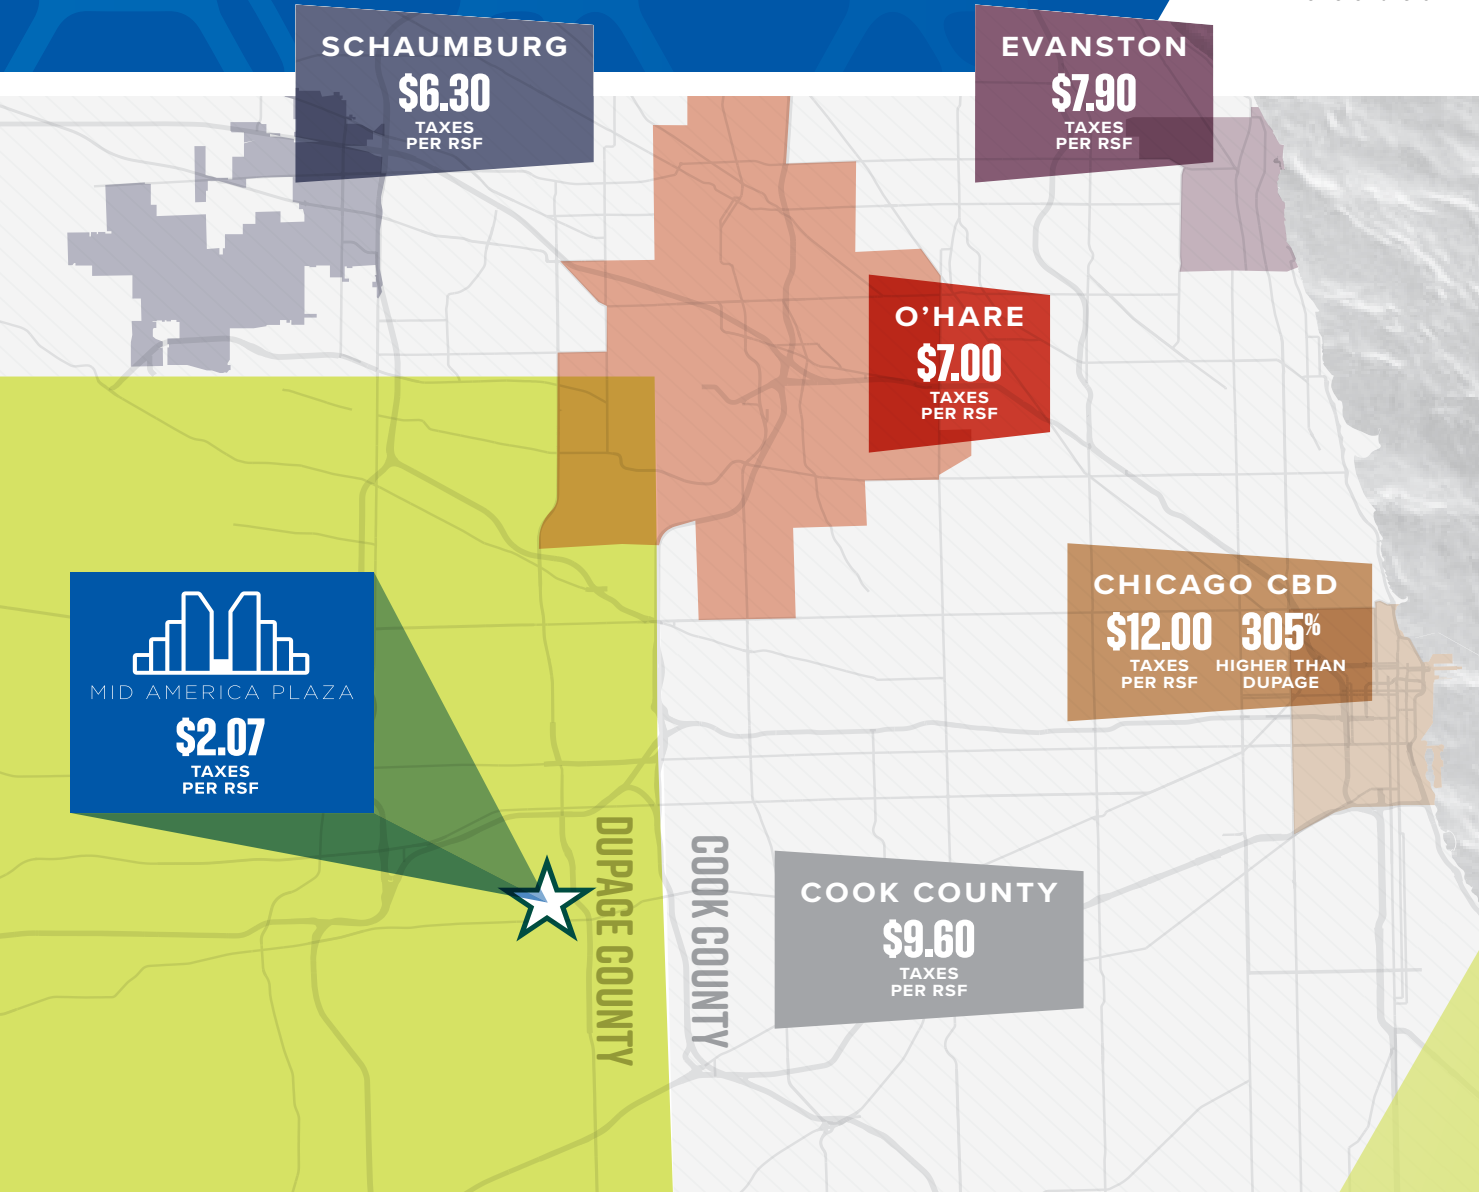 SCHAUMBURG
$6.30
TAXES
PER RSF
EVANSTON
$7.90
TAXES
PER RSF
O’HARE
$7.00
TAXES
PER RSF
CHICAGO CBD
$12.00 305%
TAXES HIGHER THAN
PER RSF DUPAGE
MID AMERICA PLAZA
$2.07
TAXES
PER RSF
DUPAGE COUNTY
COOK COUNTY
COOK COUNTY
$9.60
TAXES
PER RSF